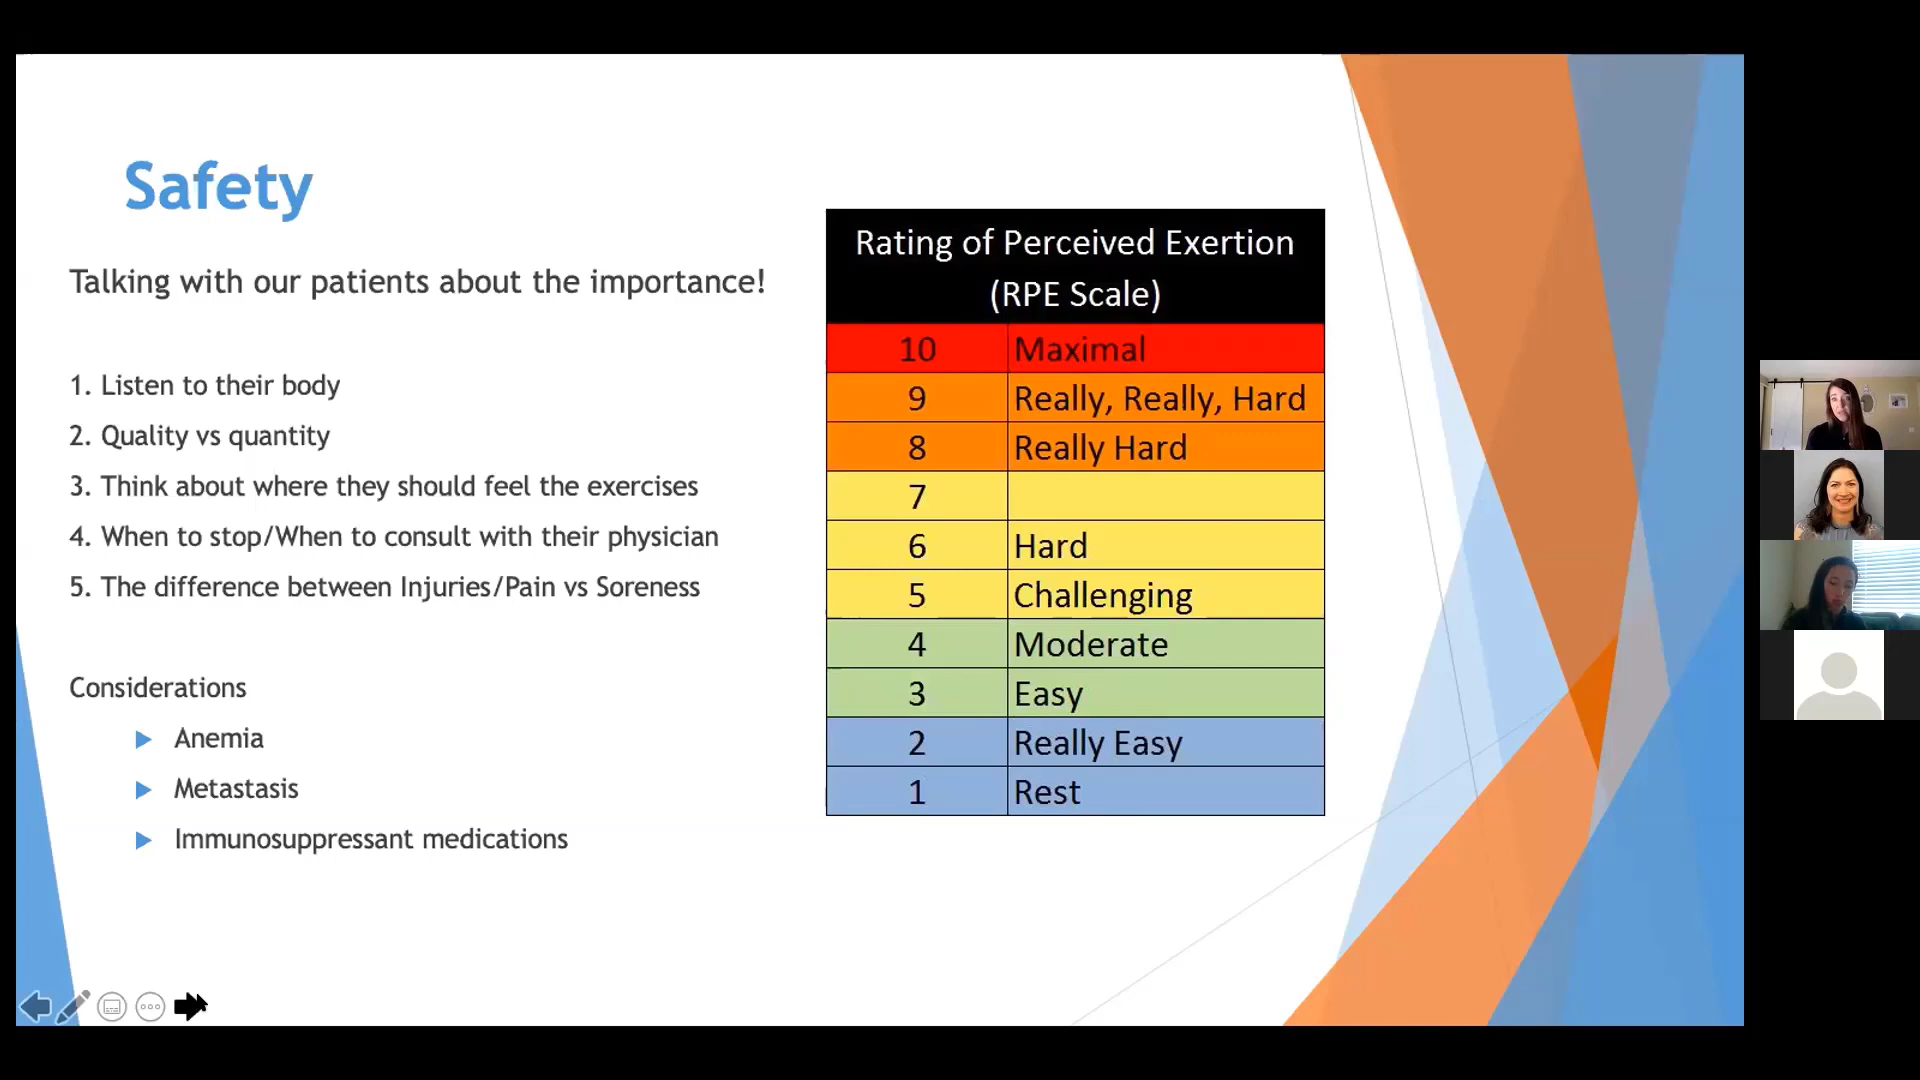 Safety
Talking with our patients about the importance!
1. Listen to their body
2. Quality vs quantity
3. Think about where they should feel the exercises
4. When to stop/When to consult with their physician
5. The difference between Injuries/Pain vs Soreness
Considerations
Anemia
Metastasis
Immunosuppressant medications
Rating of Perceived Exertion
(RPE Scale)
10 Maximal
9 Really, Really, Hard
8 Really Hard
7
6 Hard
5 Challenging
4 Moderate
3 Easy
2 Really Easy
1 Rest